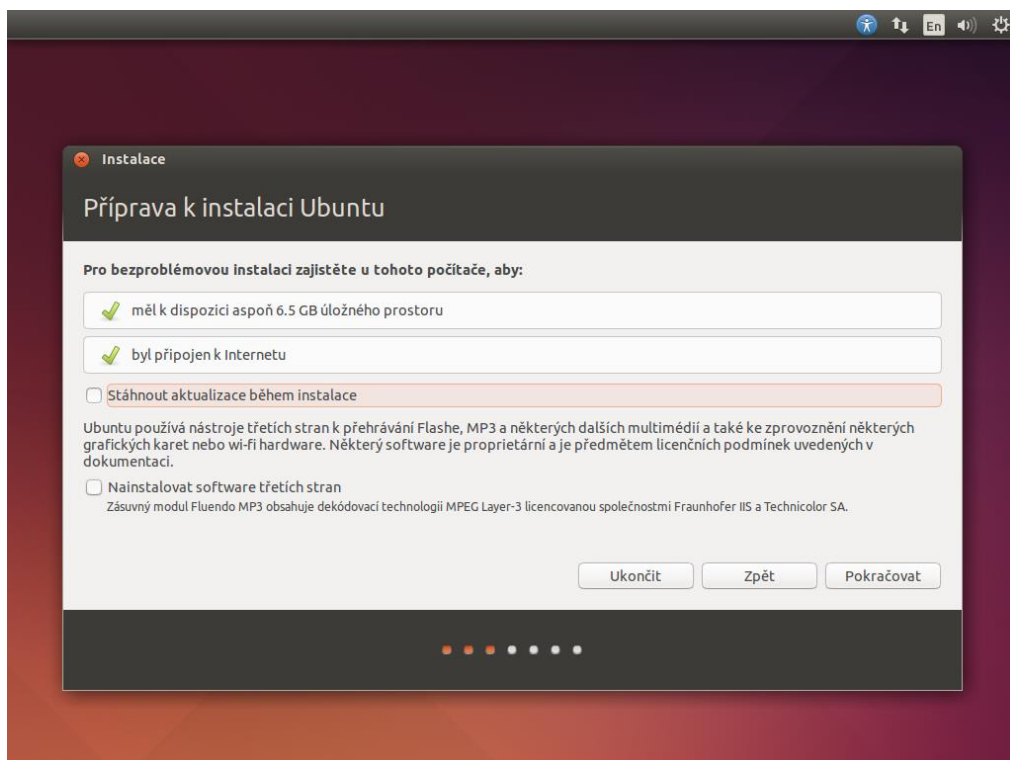 En
Instalace
Příprava k instalaci Ubuntu
Pro bezproblémovou instalaci zajistěte u tohoto počítače, aby:
měl k dispozici aspoň 6.5 GB úložného prostoru
byl připojen k Internetu
Stáhnout aktualizace během instalace
Ubuntu používá nástroje třetích stran k přehrávání Flashe, MP3 a některých dalších multimédií a také ke zprovoznění některých
grafických karet nebo wi-fi hardware. Některý software je proprietární a je předmětem licenčních podmínek uvedených v
dokumentaci.
Nainstalovat software třetích stran
Zásuvný modul Fluendo MP3 obsahuje dekódovací technologii MPEG Layer-3 licencovanou společnostmi Fraunhofer IIS a Technicolor SA.
Ukončit
Zpět
Pokračovat